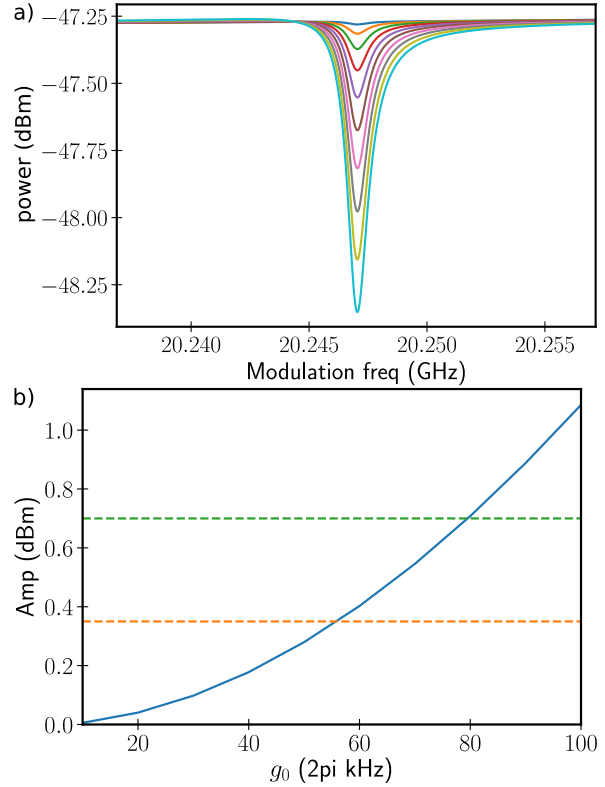 a)
−47.25
−47.50
−47.75
−48.00
−48.25
power (dBm)
20.240 20.245 20.250 20.255
Modulation freq (GHz)
b)
1.0
0.8
0.6
0.4
0.2
0.0
Amp (dBm)
20 40 60 80 100
g₀ (2pi kHz)